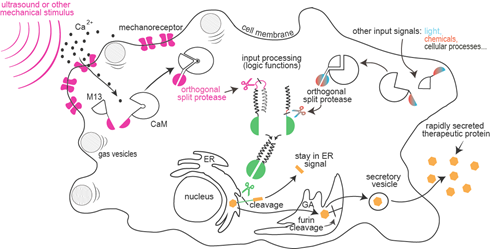 ultrasound or other
mechanical stimulus
Ca²⁺
mechanoreceptor
cell membrane
other input signals: light,
chemicals,
cellular processes...
input processing
(logic functions)
M13
CaM
orthogonal
split protease
orthogonal
split protease
gas vesicles
rapidly secreted
therapeutic protein
ER
stay in ER
signal
nucleus
cleavage
secretory
vesicle
GA
furin
cleavage